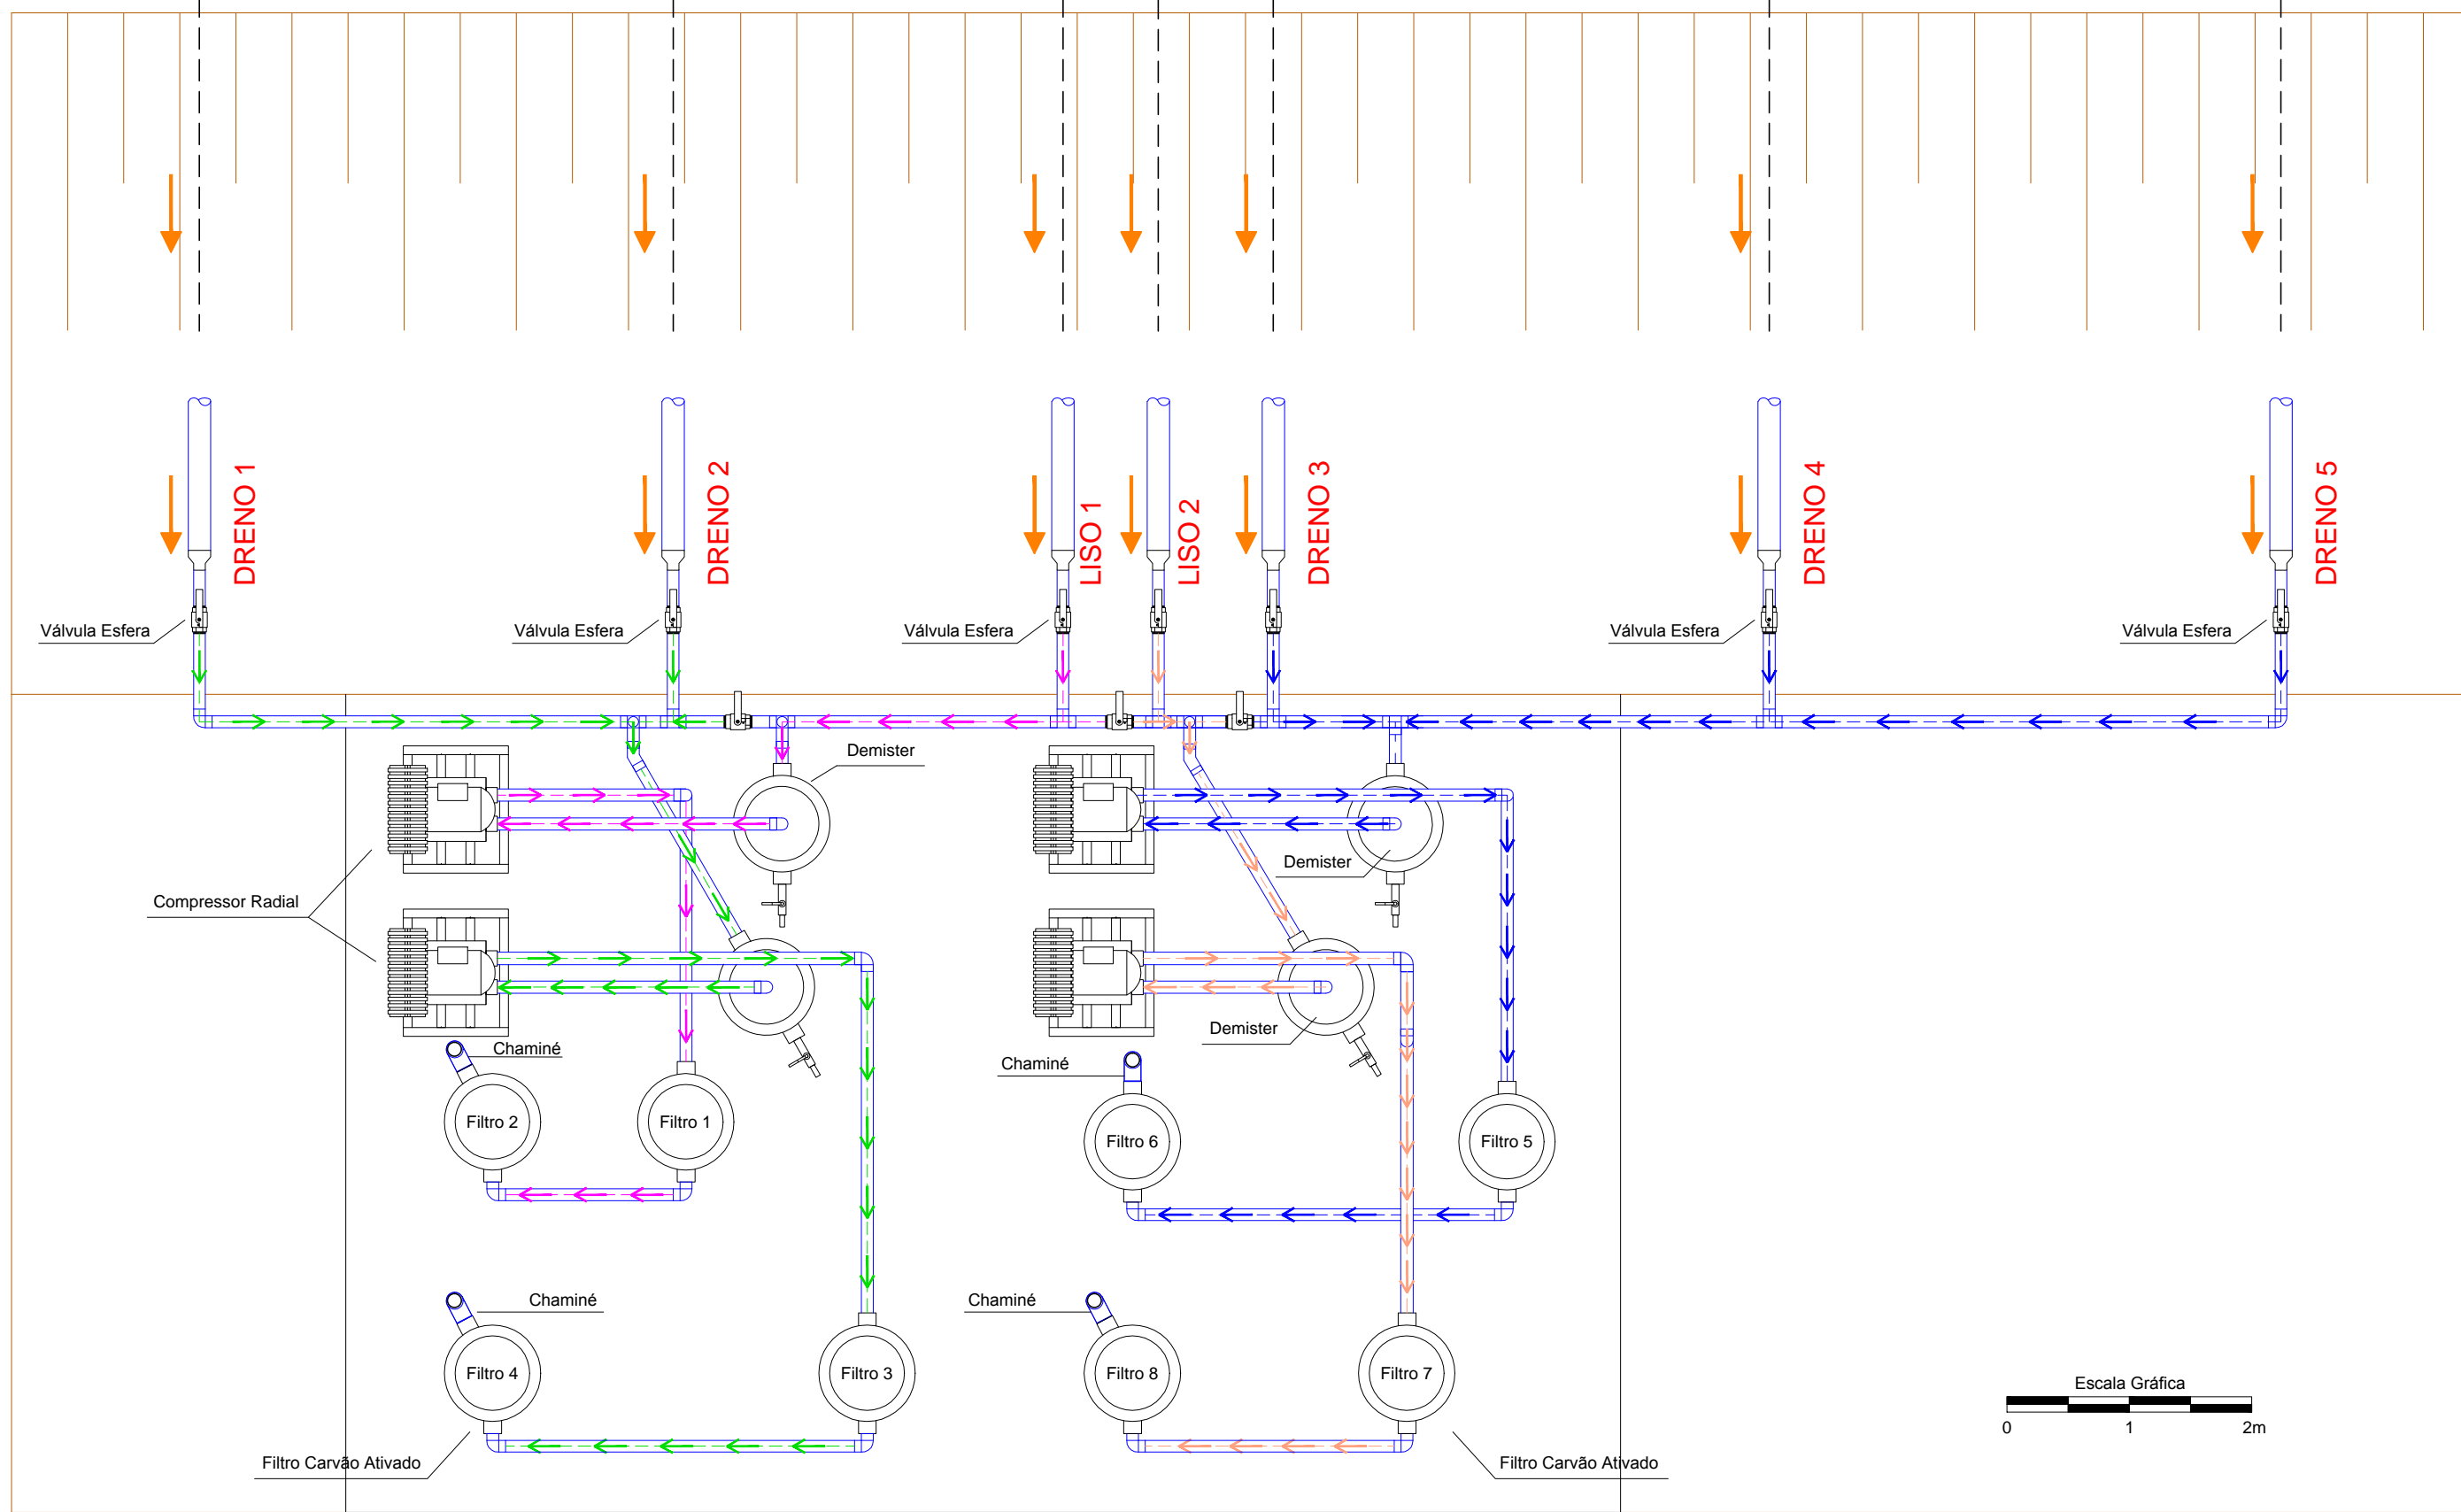 DRENO 1
DRENO 2
LISO 1
LISO 2
DRENO 3
DRENO 4
DRENO 5
Válvula Esfera
Válvula Esfera
Válvula Esfera
Válvula Esfera
Válvula Esfera
Demister
Demister
Compressor Radial
Demister
Chaminé
Chaminé
Filtro 2
Filtro 1
Filtro 6
Filtro 5
Chaminé
Chaminé
Filtro 4
Filtro 3
Filtro 8
Filtro 7
Escala Gráfica
0 1 2m
Filtro Carvão Ativado
Filtro Carvão Ativado